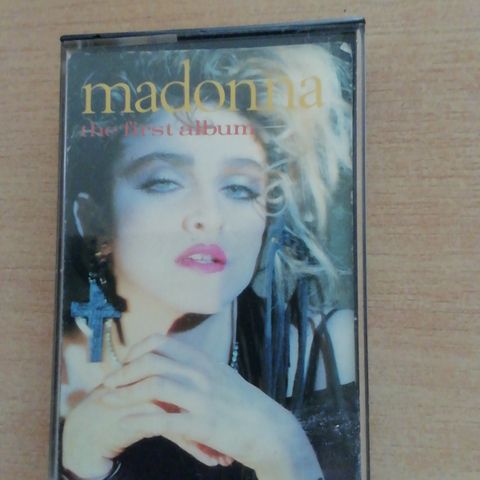 madonna
the first album